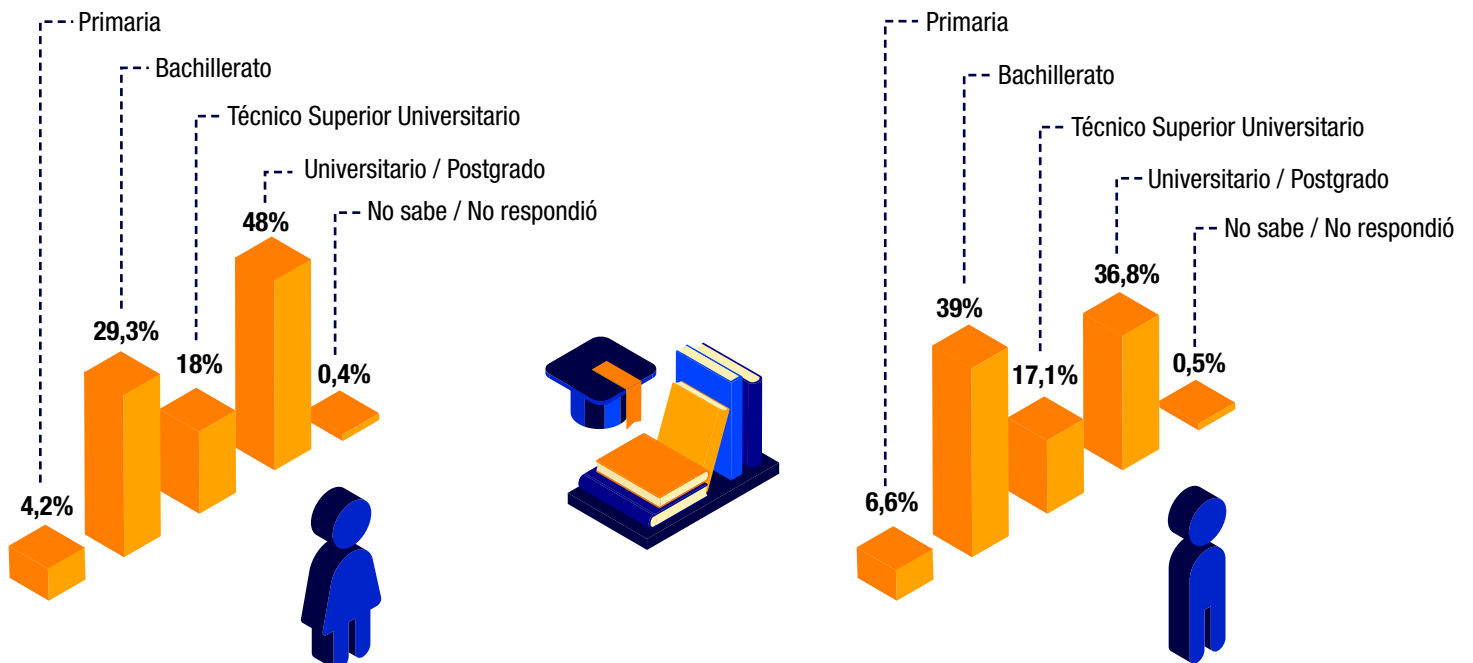 Primaria
Bachillerato
Técnico Superior Universitario
Universitario / Postgrado
48%
No sabe / No respondió
29,3%
18%
0,4%
4,2%
Primaria
Bachillerato
Técnico Superior Universitario
Universitario / Postgrado
No sabe / No respondió
36,8%
39%
0,5%
17,1%
6,6%